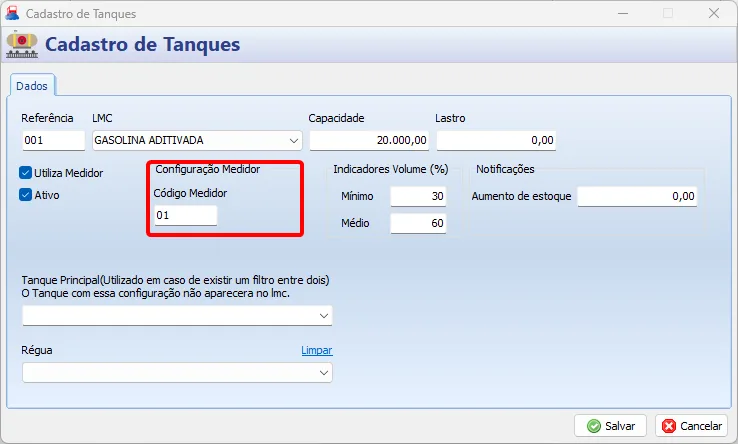 Cadastro de Tanques
Cadastro de Tanques
Dados
Referência LMC Capacidade Lastro
001 GASOLINA ADITIVADA 20.000,00 0,00
Utiliza Medidor Configuração Medidor Indicadores Volume (%) Notificações
Ativo Código Medidor Mínimo 30 Aumento de estoque 0,00
01 Médio 60
Tanque Principal(Utilizado em caso de existir um filtro entre dois)
O Tanque com essa configuração não aparecera no lmc.
Régua Limpar
Salvar Cancelar